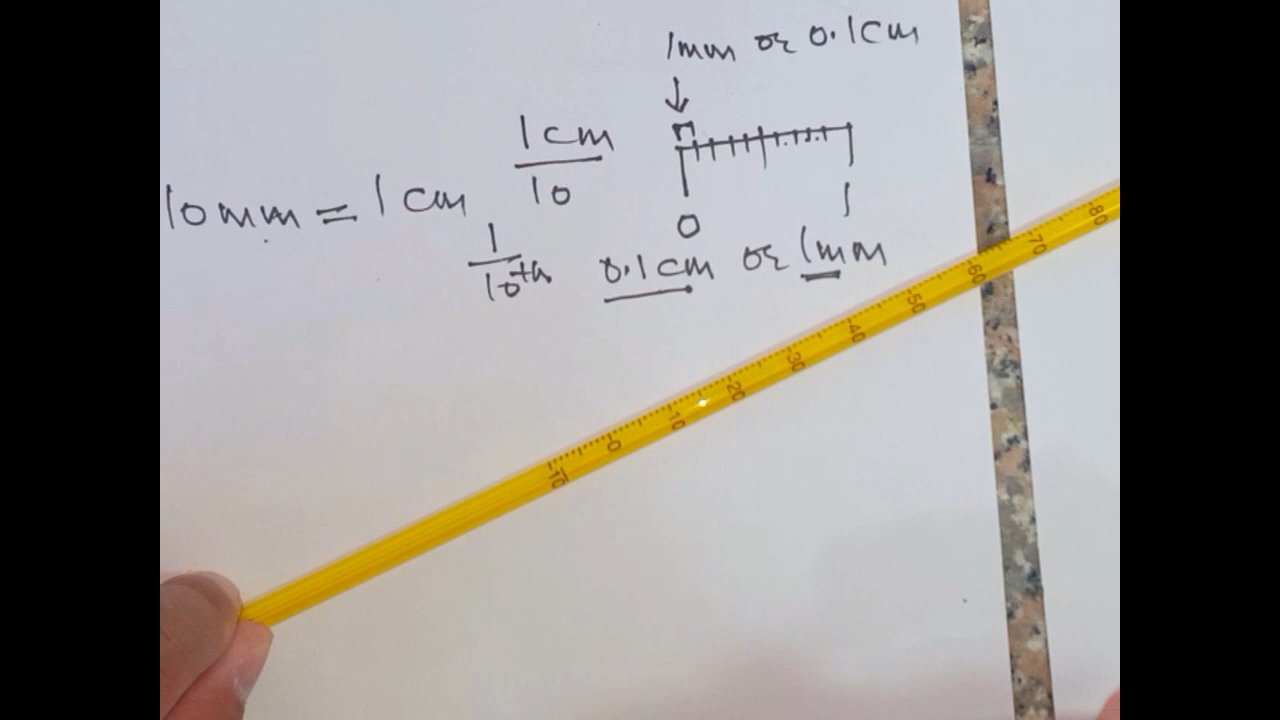 1mm or 0.1cm
1cm
10
10mm = 1cm
0 1
1
10th 0.1cm or 1mm
-10 0 10 20 30 40 50 60 70 80